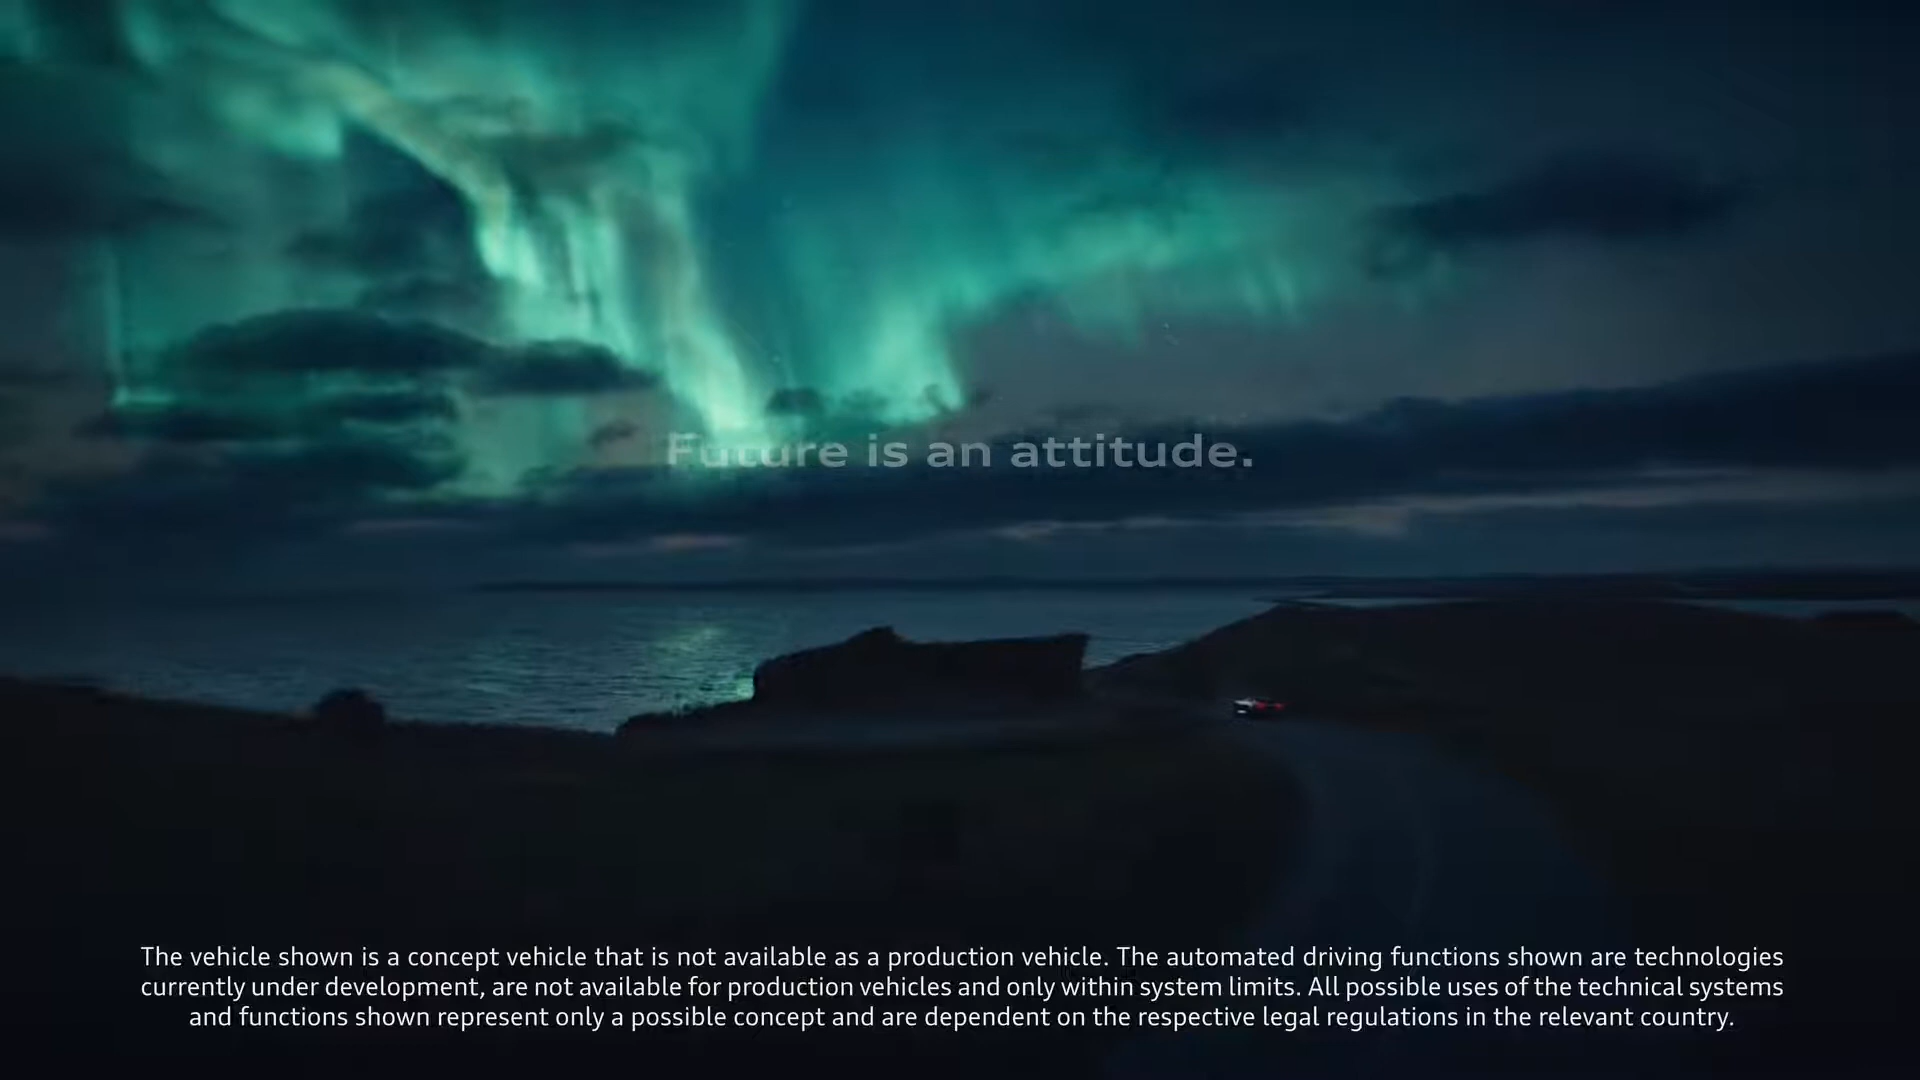 Future is an attitude.
The vehicle shown is a concept vehicle that is not available as a production vehicle. The automated driving functions shown are technologies
currently under development, are not available for production vehicles and only within system limits. All possible uses of the technical systems
and functions shown represent only a possible concept and are dependent on the respective legal regulations in the relevant country.